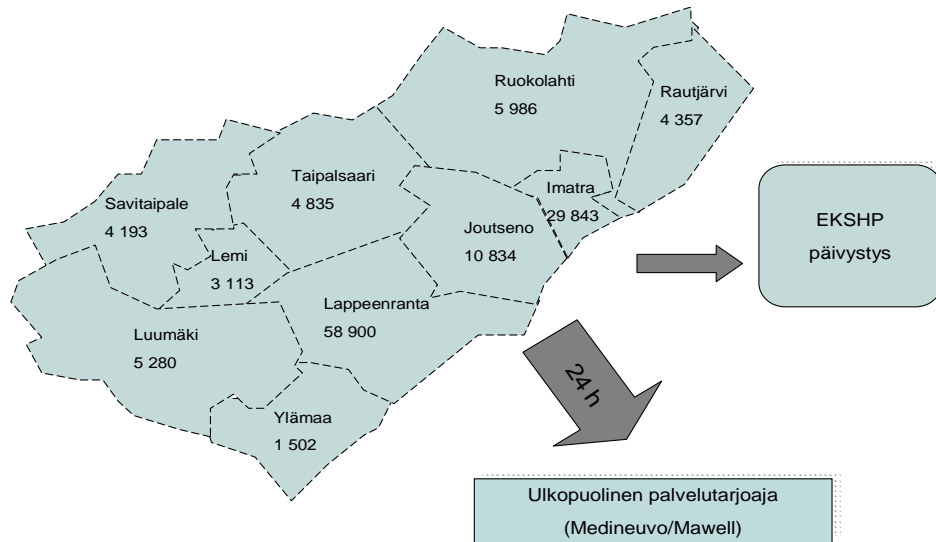 Ruokolahti
5 986
Rautjärvi
4 357
Imatra
29 843
Taipalsaari
4 835
Savitaipale
4 193
Joutseno
10 834
Lemi
3 113
Lappeenranta
58 900
Luumäki
5 280
Ylämaa
1 502
EKSHP
päivystys
24 h
Ulkopuolinen palvelutarjoaja
(Medineuvo/Mawell)